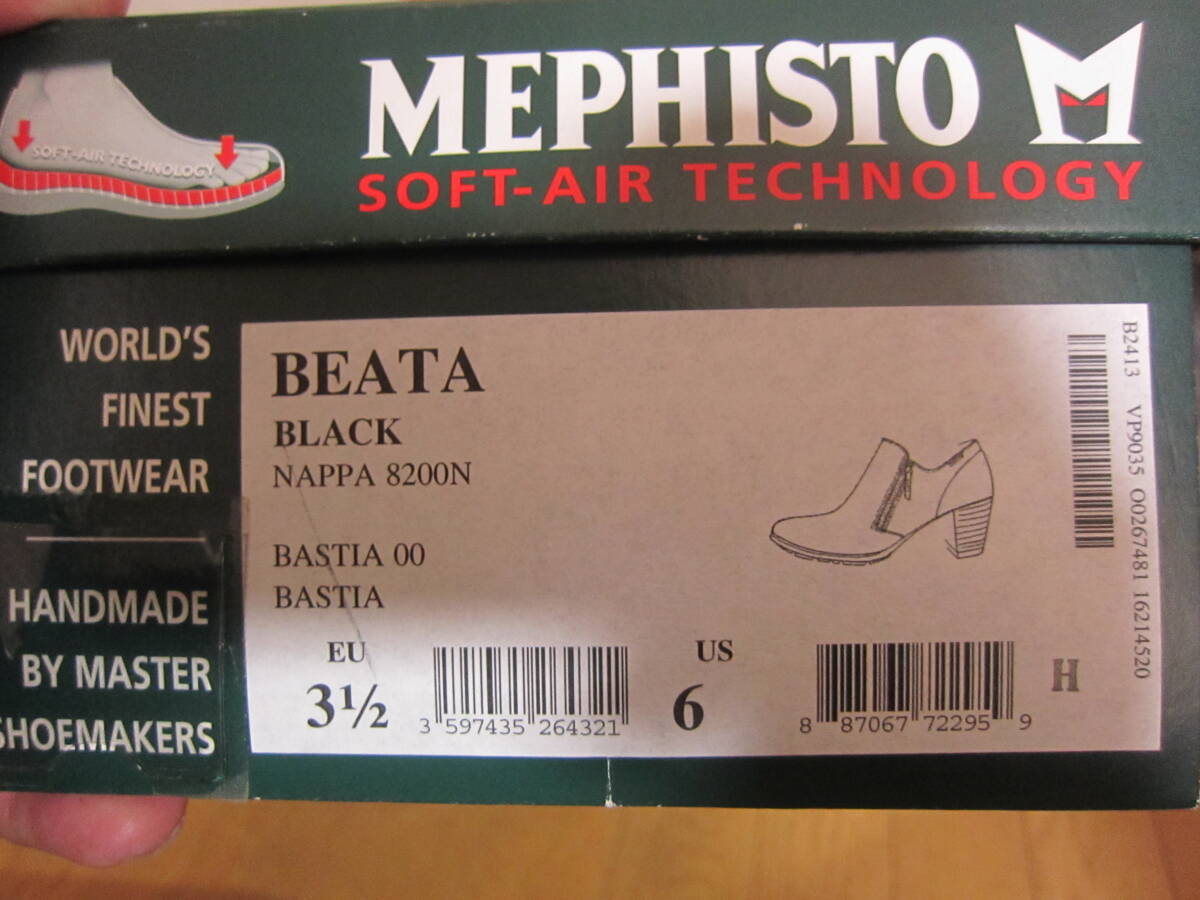 MEPHISTO
SOFT-AIR TECHNOLOGY
SOFT-AIR TECHNOLOGY
WORLD'S
FINEST
FOOTWEAR
HANDMADE
BY MASTER
SHOEMAKERS
BEATA
BLACK
NAPPA 8200N
BASTIA 00
BASTIA
EU
3½
3 597435 264321
US
6
8 87067 72295 9
H
B2413 VP9035 O0267481 16214520